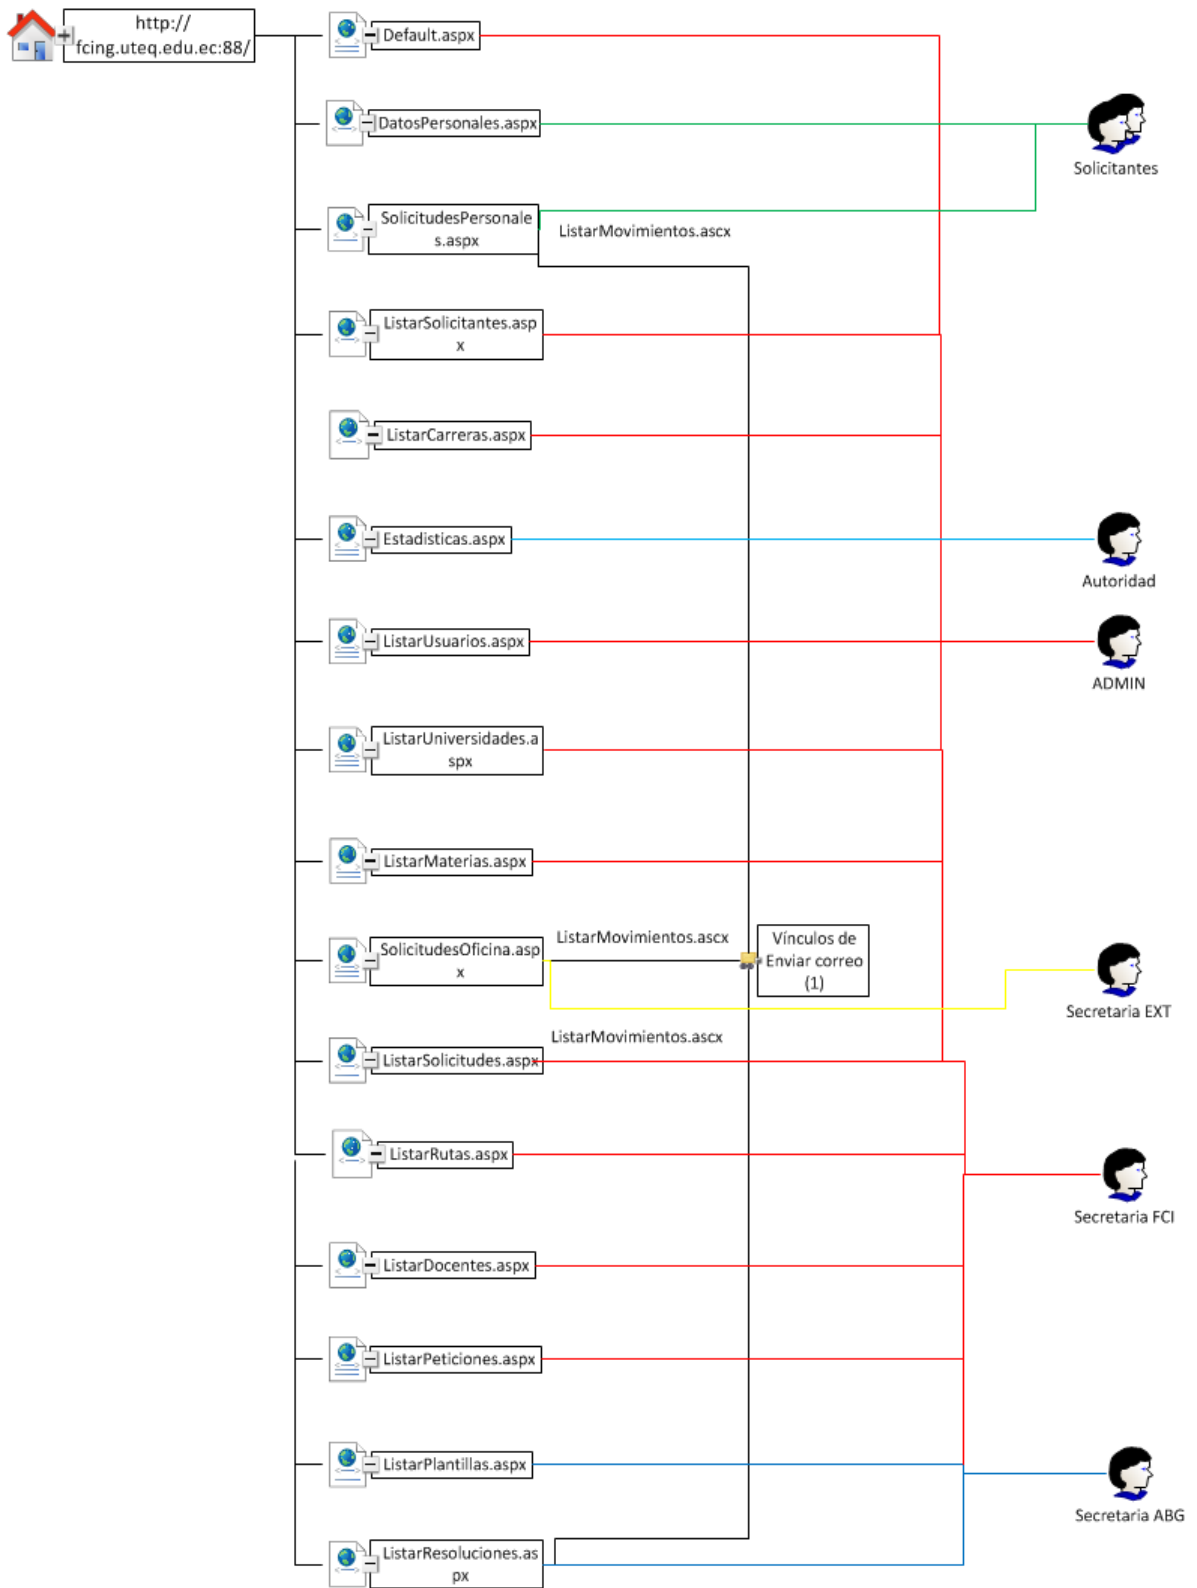 http://
fcing.uteq.edu.ec:88/
Default.aspx
DatosPersonales.aspx
Solicitantes
SolicitudesPersonale
s.aspx
ListarMovimientos.ascx
ListarSolicitantes.asp
x
ListarCarreras.aspx
Estadisticas.aspx
Autoridad
ListarUsuarios.aspx
ADMIN
ListarUniversidades.a
spx
ListarMaterias.aspx
SolicitudesOficina.asp
x
ListarMovimientos.ascx
Vínculos de
Enviar correo
(1)
Secretaria EXT
ListarMovimientos.ascx
ListarSolicitudes.aspx
ListarRutas.aspx
Secretaria FCI
ListarDocentes.aspx
ListarPeticiones.aspx
ListarPlantillas.aspx
Secretaria ABG
ListarResoluciones.as
px